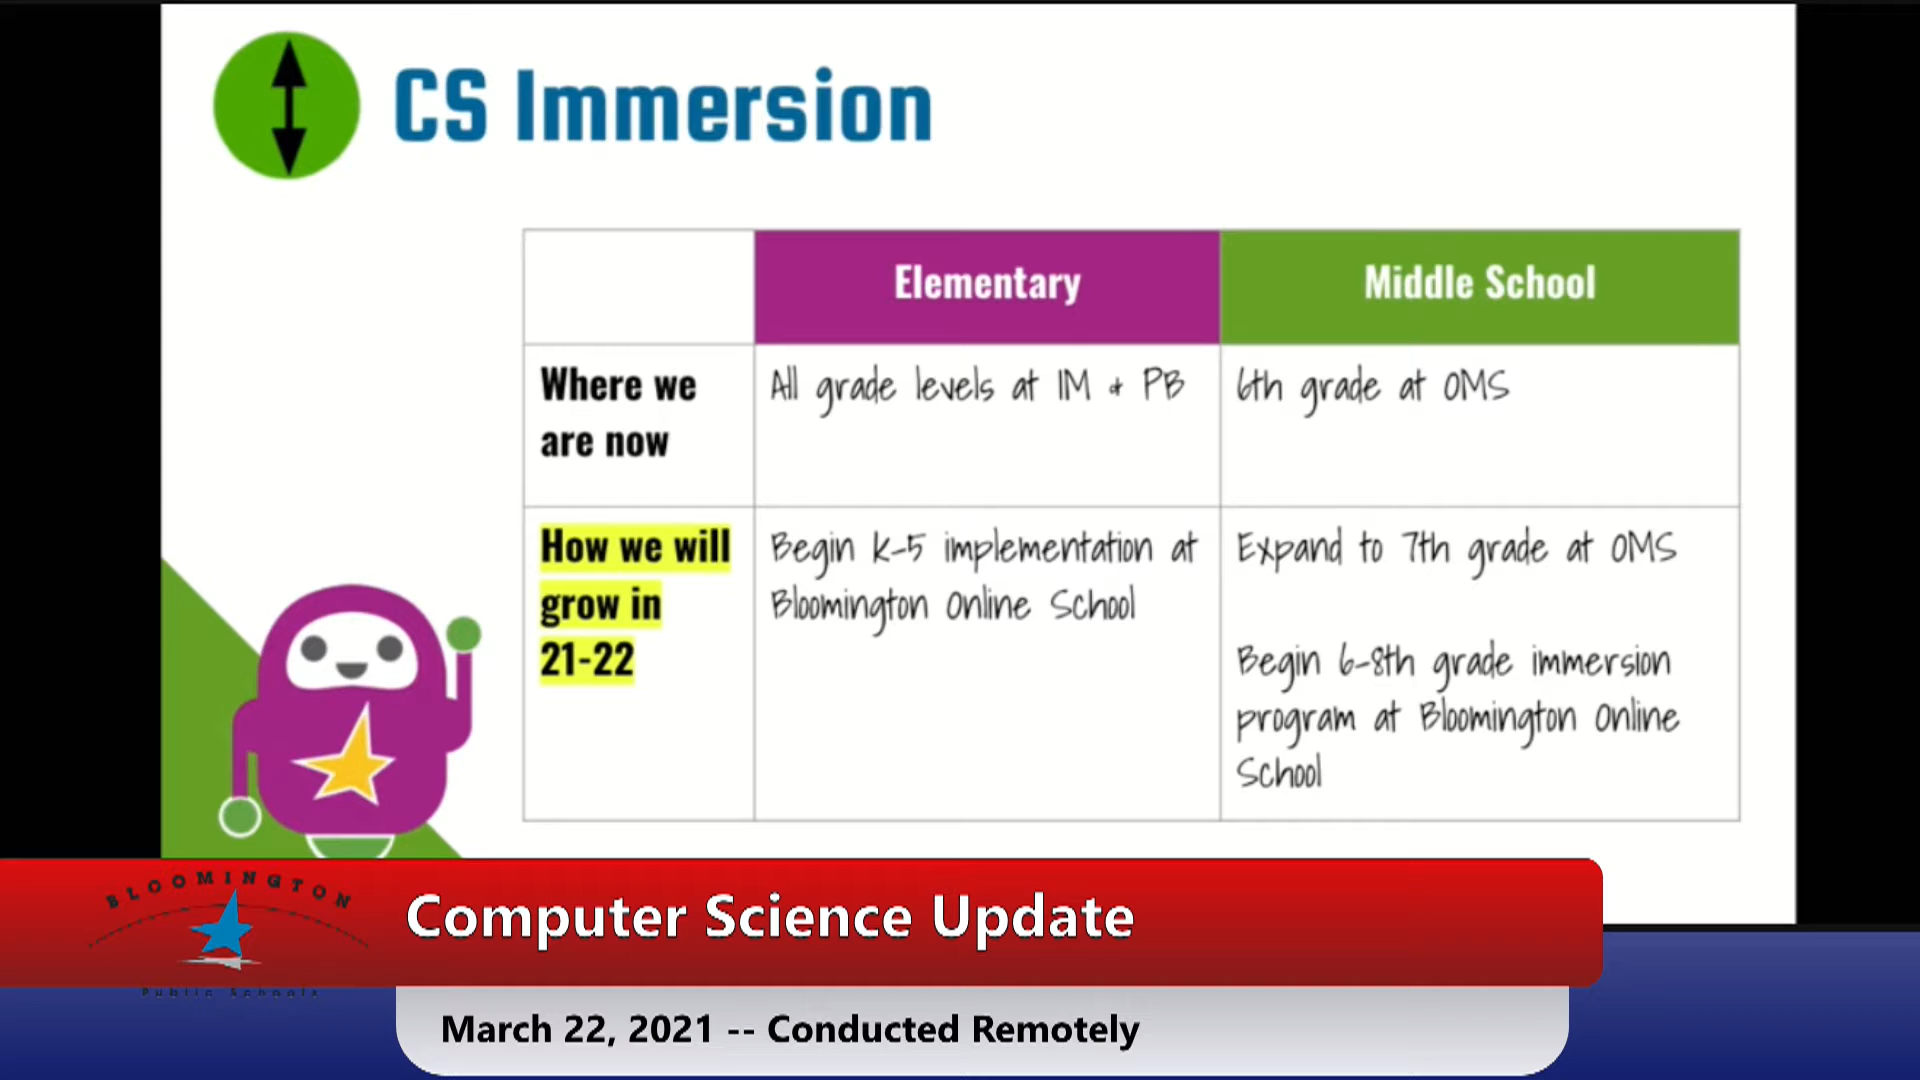 CS Immersion
Elementary
Middle School
Where we
are now
All grade levels at IM & PB
6th grade at OMS
How we will
grow in
21-22
Begin K-5 implementation at
Bloomington Online School
Expand to 7th grade at OMS
Begin 6-8th grade immersion
program at Bloomington Online
School
BLOOMINGTON
Public Schools
Computer Science Update
March 22, 2021 -- Conducted Remotely